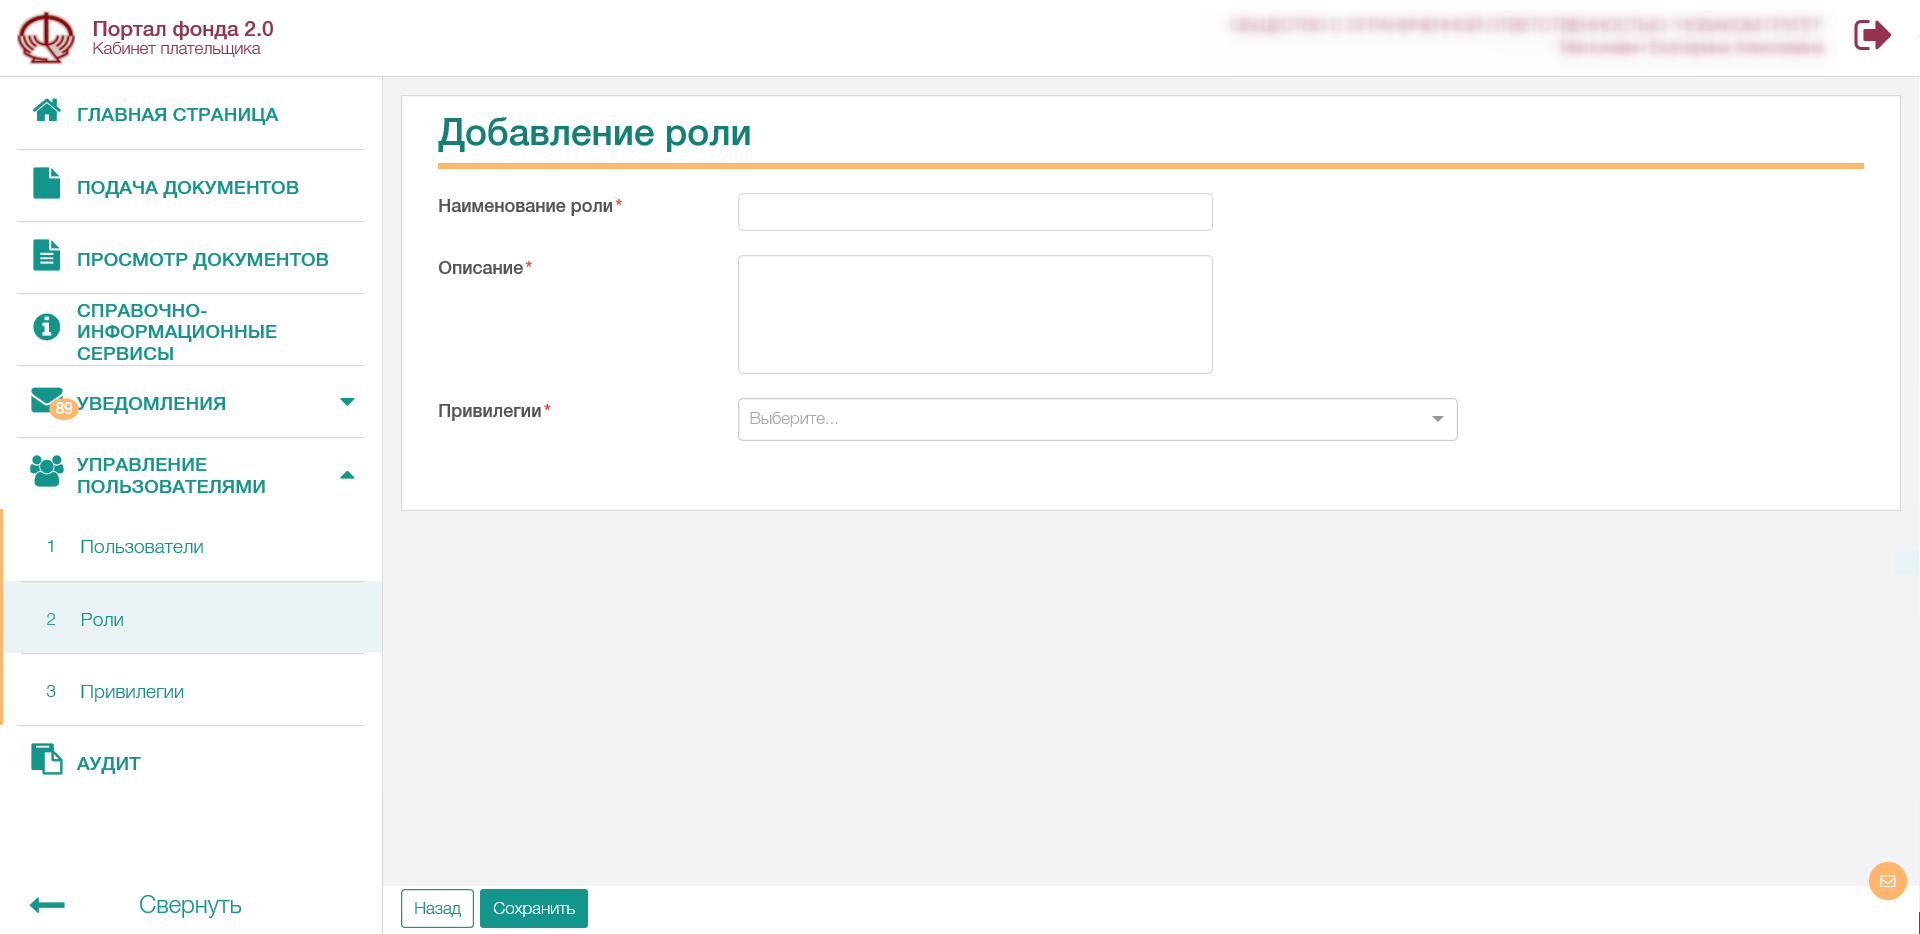 Портал фонда 2.0
Кабинет плательщика
ГЛАВНАЯ СТРАНИЦА
ПОДАЧА ДОКУМЕНТОВ
ПРОСМОТР ДОКУМЕНТОВ
СПРАВОЧНО-
ИНФОРМАЦИОННЫЕ
СЕРВИСЫ
89
УВЕДОМЛЕНИЯ
УПРАВЛЕНИЕ
ПОЛЬЗОВАТЕЛЯМИ
1 Пользователи
2 Роли
3 Привилегии
АУДИТ
Свернуть
Добавление роли
Наименование роли*
Описание*
Привилегии*
Выберите...
Назад
Сохранить